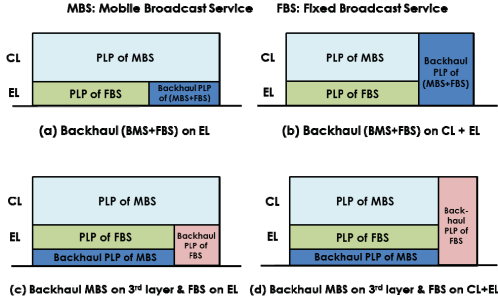 MBS: Mobile Broadcast Service FBS: Fixed Broadcast Service
CL
PLP of MBS
EL
PLP of FBS
Backhaul PLP
of (MBS+FBS)
(a) Backhaul (BMS+FBS) on EL
PLP of MBS
PLP of FBS
Backhaul
PLP of
(MBS+FBS)
(b) Backhaul (BMS+FBS) on CL + EL
CL
PLP of MBS
EL
PLP of FBS
Backhaul
PLP of
FBS
Backhaul PLP of MBS
(c) Backhaul MBS on 3rd layer & FBS on EL
PLP of MBS
PLP of FBS
Backhaul PLP of MBS
Back-
haul
PLP of
FBS
(d) Backhaul MBS on 3rd layer & FBS on CL+EL